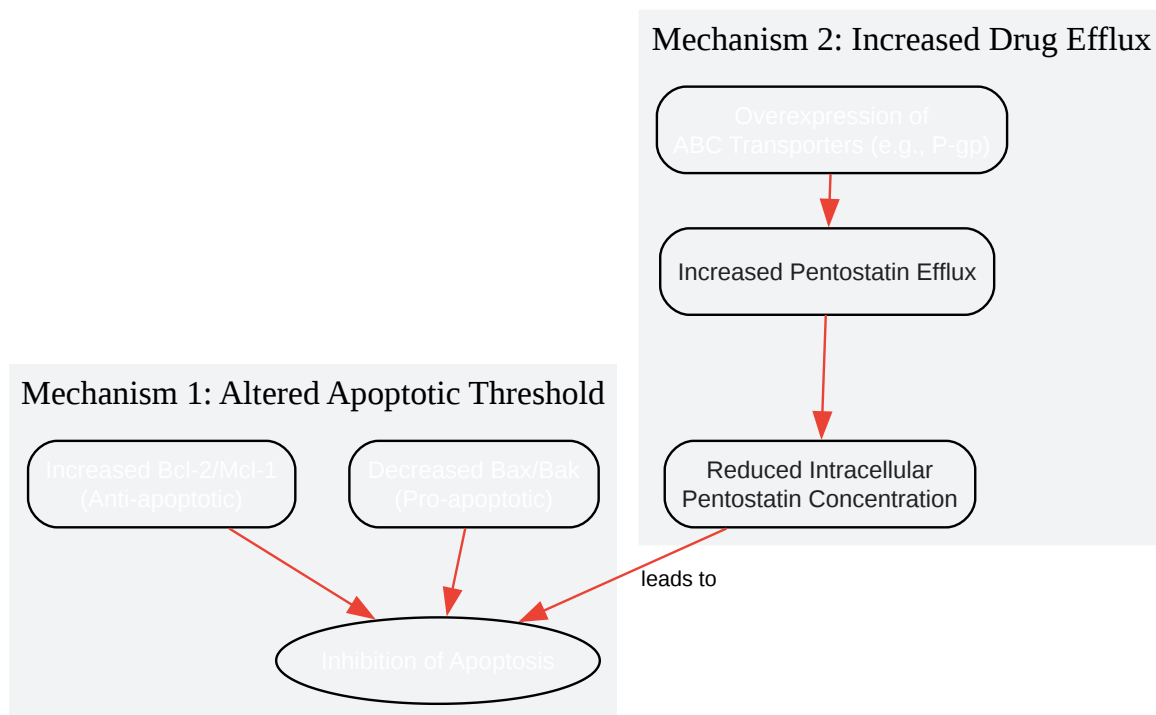 Mechanism 2: Increased Drug Efflux
Overexpression of
ABC Transporters (e.g., P-gp)
Increased Pentostatin Efflux
Reduced Intracellular
Pentostatin Concentration
leads to
Mechanism 1: Altered Apoptotic Threshold
Increased Bcl-2/Mcl-1
(Anti-apoptotic)
Decreased Bax/Bak
(Pro-apoptotic)
Inhibition of Apoptosis